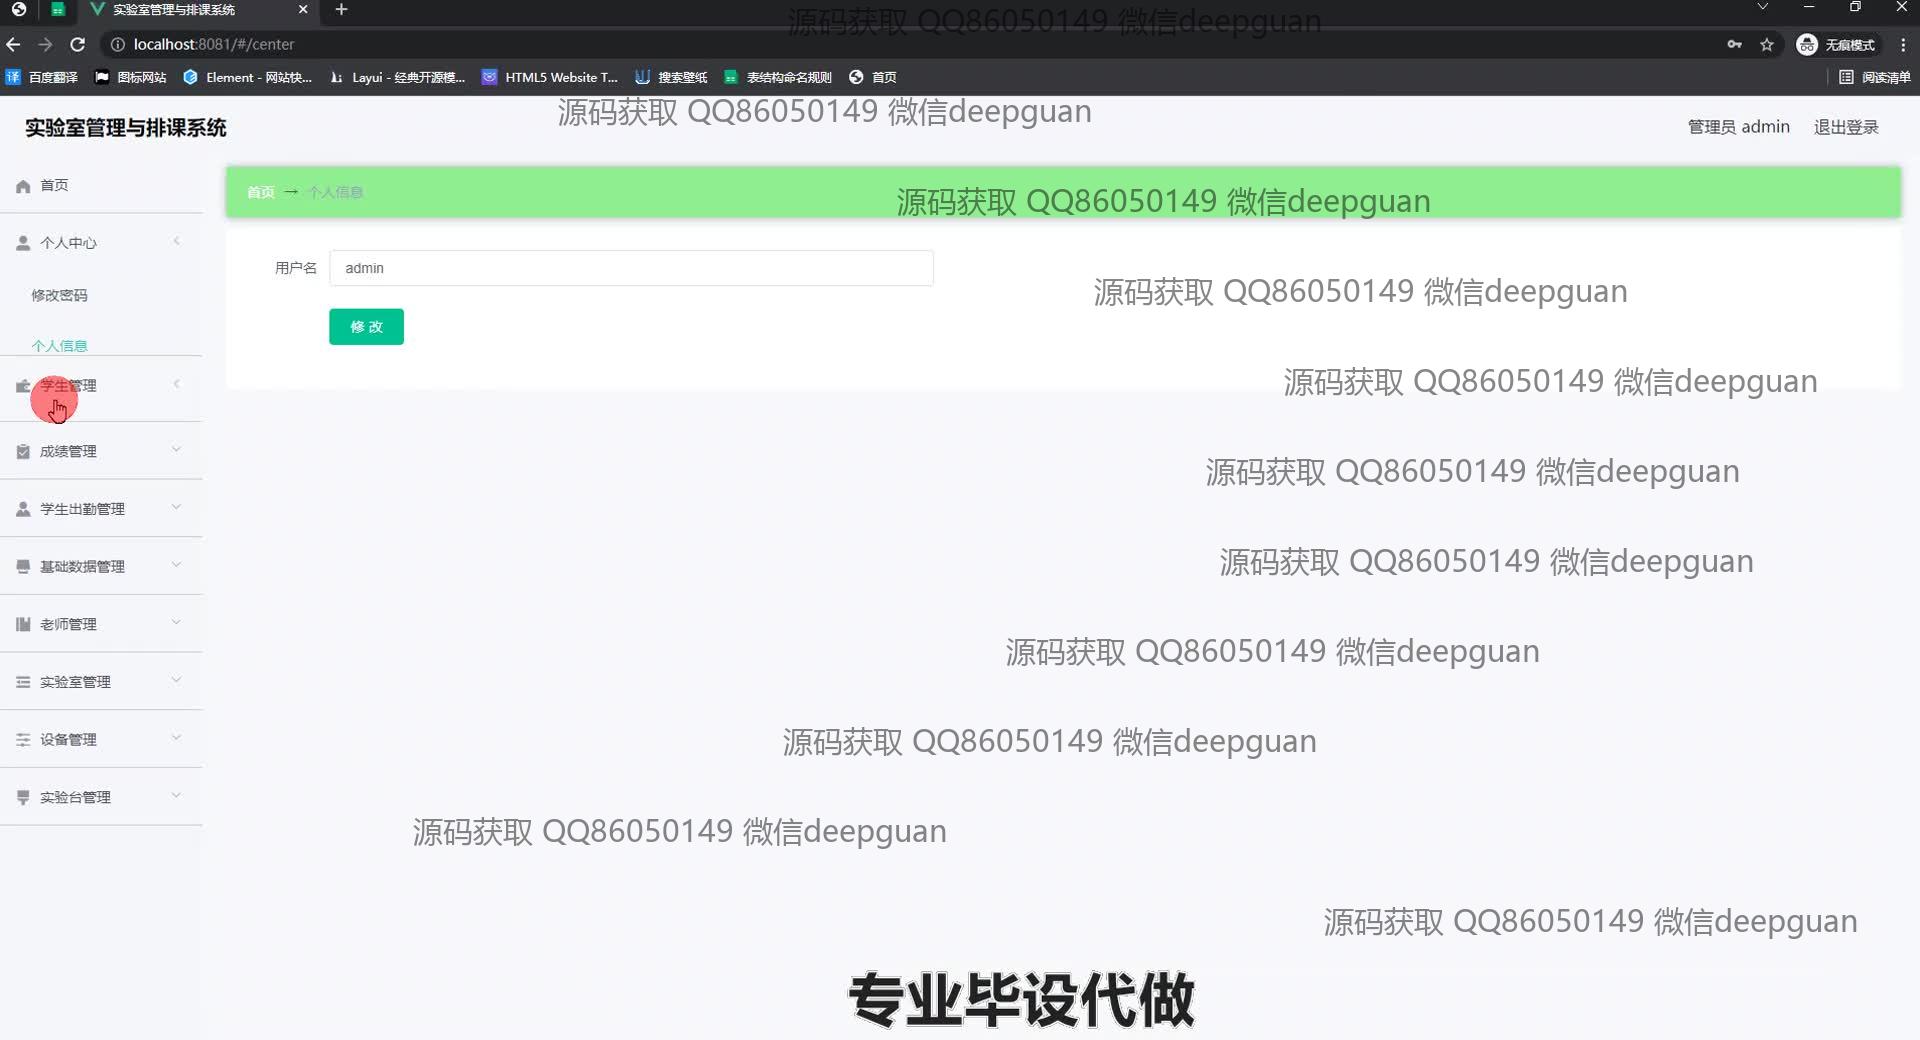 实验室管理与排课系统
源码获取 QQ86050149 微信deepguan
localhost:8081/#/center
无痕模式
百度翻译
图标网站
Element - 网站快...
Layui - 经典开源模...
HTML5 Website T...
搜索壁纸
表结构命名规则
首页
阅读清单
源码获取 QQ86050149 微信deepguan
实验室管理与排课系统
管理员 admin
退出登录
首页
首页 → 个人信息
源码获取 QQ86050149 微信deepguan
个人中心
用户名
admin
修改密码
源码获取 QQ86050149 微信deepguan
修 改
个人信息
学生管理
源码获取 QQ86050149 微信deepguan
成绩管理
源码获取 QQ86050149 微信deepguan
学生出勤管理
基础数据管理
源码获取 QQ86050149 微信deepguan
老师管理
源码获取 QQ86050149 微信deepguan
实验室管理
设备管理
源码获取 QQ86050149 微信deepguan
实验台管理
源码获取 QQ86050149 微信deepguan
源码获取 QQ86050149 微信deepguan
专业毕设代做